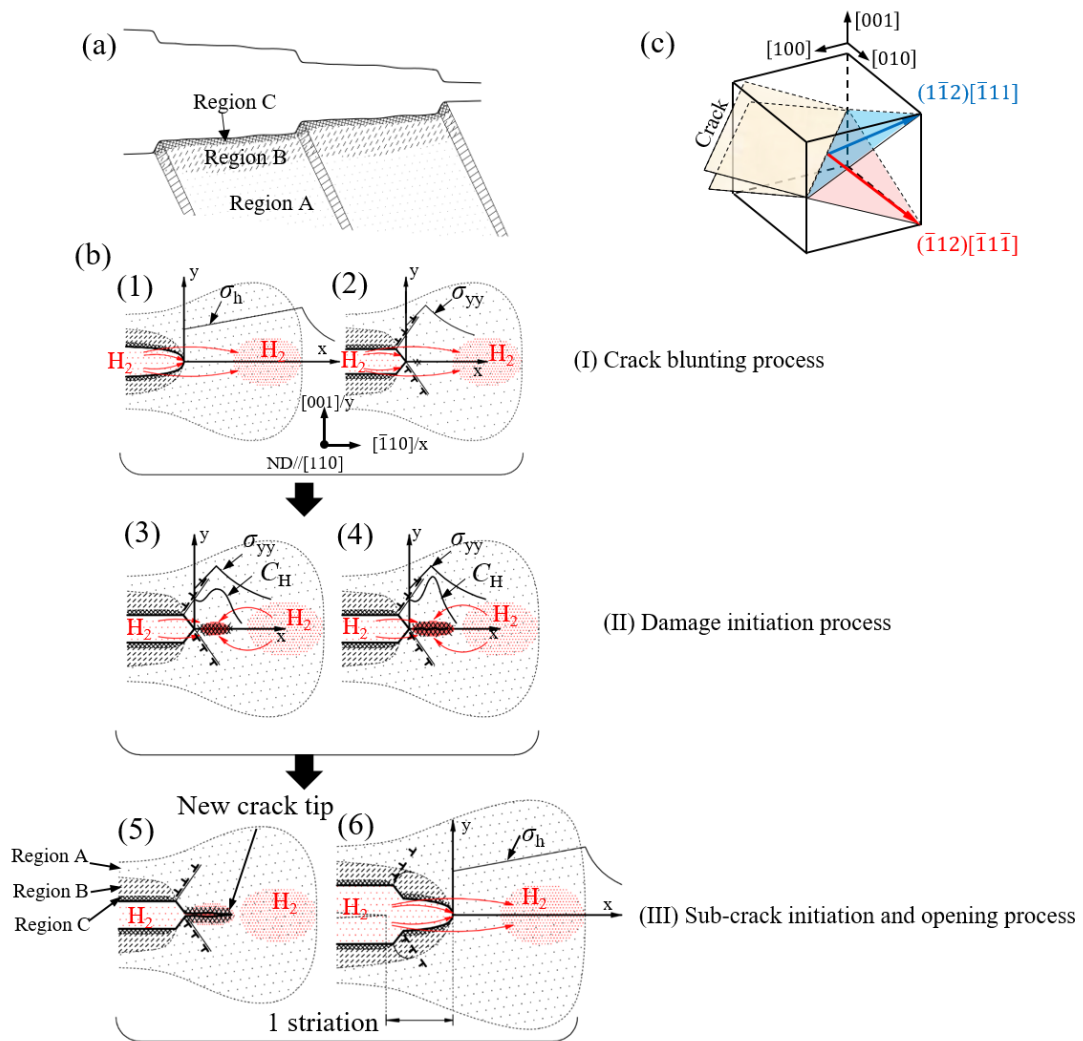 (a)
Region C
Region B
Region A
(c)
[001]
[100]
[010]
(11̄2)[1̄11]
Crack
(1̄12)[1̄11̄]
(b)
(1)
y
σh
H2
H2
x
(2)
y
σyy
H2
H2
x
(I) Crack blunting process
[001]/y
[1̄10]/x
ND//[110]
(3)
y
σyy
CH
H2
H2
x
(4)
y
σyy
CH
H2
H2
x
(II) Damage initiation process
New crack tip
(5)
Region A
Region B
Region C
H2
H2
(6)
y
σh
H2
H2
x
(III) Sub-crack initiation and opening process
1 striation